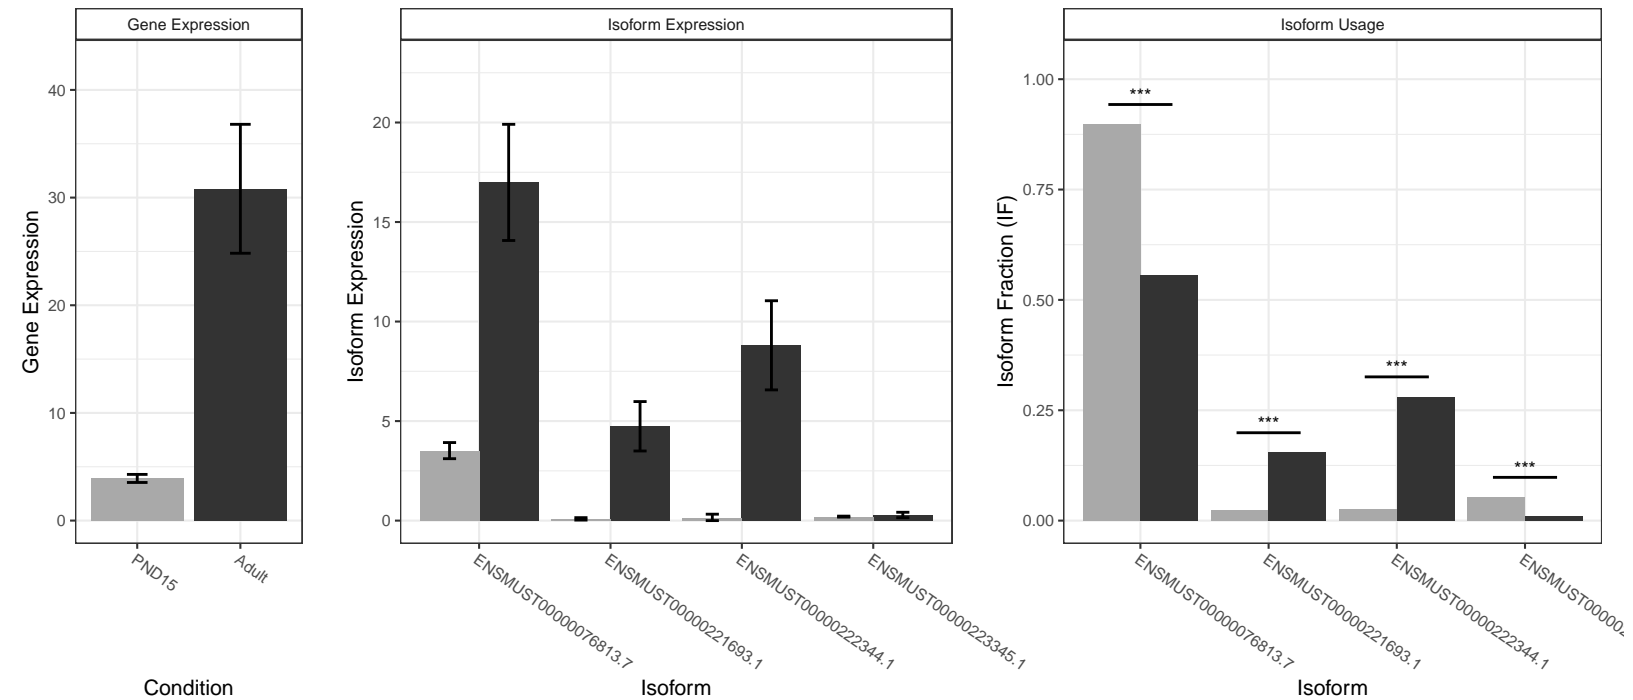 Gene Expression
Isoform Expression
Isoform Usage
Gene Expression
40
30
20
10
0
PND15
Adult
Condition
Isoform Expression
20
15
10
5
0
ENSMUST00000076813.7
ENSMUST00000221693.1
ENSMUST00000222344.1
ENSMUST00000223345.1
Isoform
Isoform Fraction (IF)
1.00
0.75
0.50
0.25
0.00
***
***
***
***
ENSMUST00000076813.7
ENSMUST00000221693.1
ENSMUST00000222344.1
Isoform